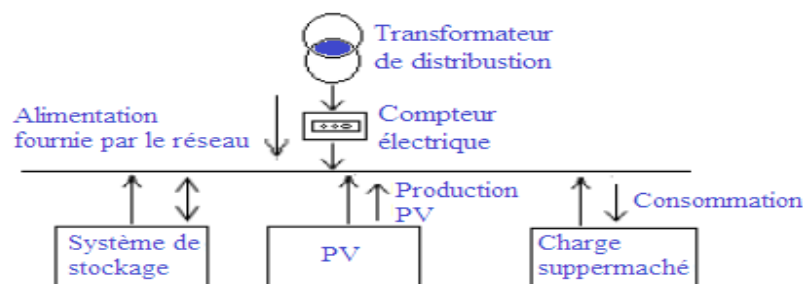 Transformateur
de distribustion
Alimentation
fournie par le réseau
Compteur
électrique
Production
PV
Consommation
Système de
stockage
PV
Charge
suppermaché